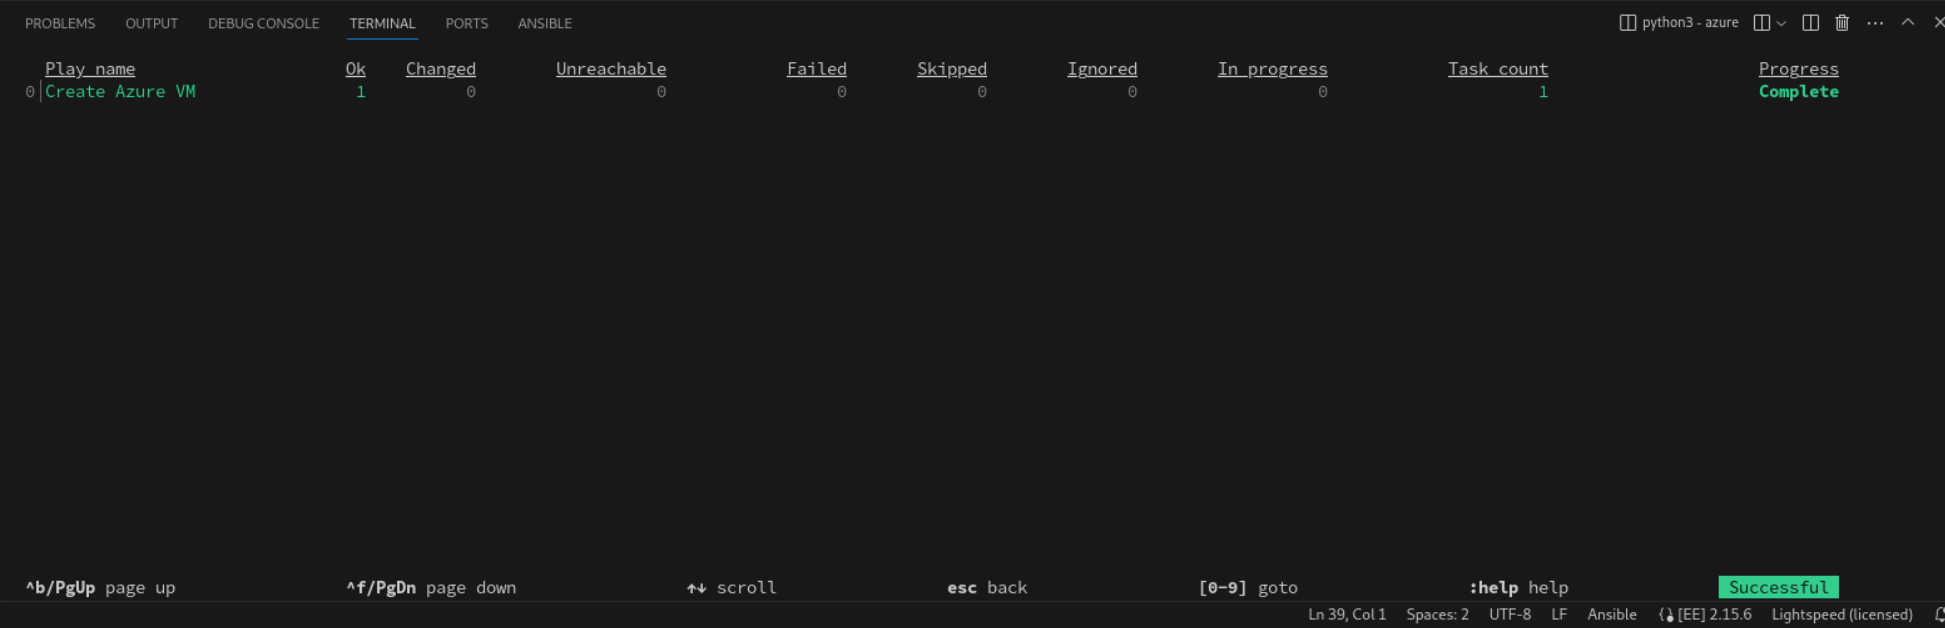 PROBLEMS OUTPUT DEBUG CONSOLE TERMINAL PORTS ANSIBLE python3 - azure
Play name Ok Changed Unreachable Failed Skipped Ignored In progress Task count Progress
0│Create Azure VM 1 0 0 0 0 0 0 1 Complete
^b/PgUp page up ^f/PgDn page down ↑↓ scroll esc back [0-9] goto :help help Successful
Ln 39, Col 1 Spaces: 2 UTF-8 LF Ansible [EE] 2.15.6 Lightspeed (licensed)